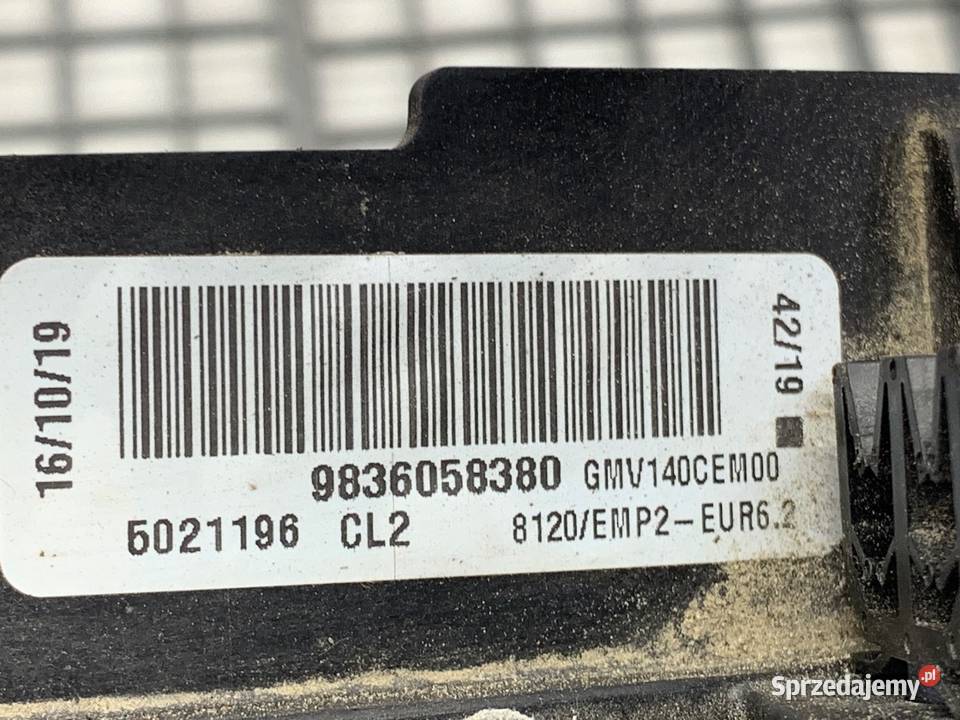 16/10/19
42/19
9836058380 GMV140CEM00
5021196 CL2 8120/EMP2-EUR6.2
Sprzedajemy.pl